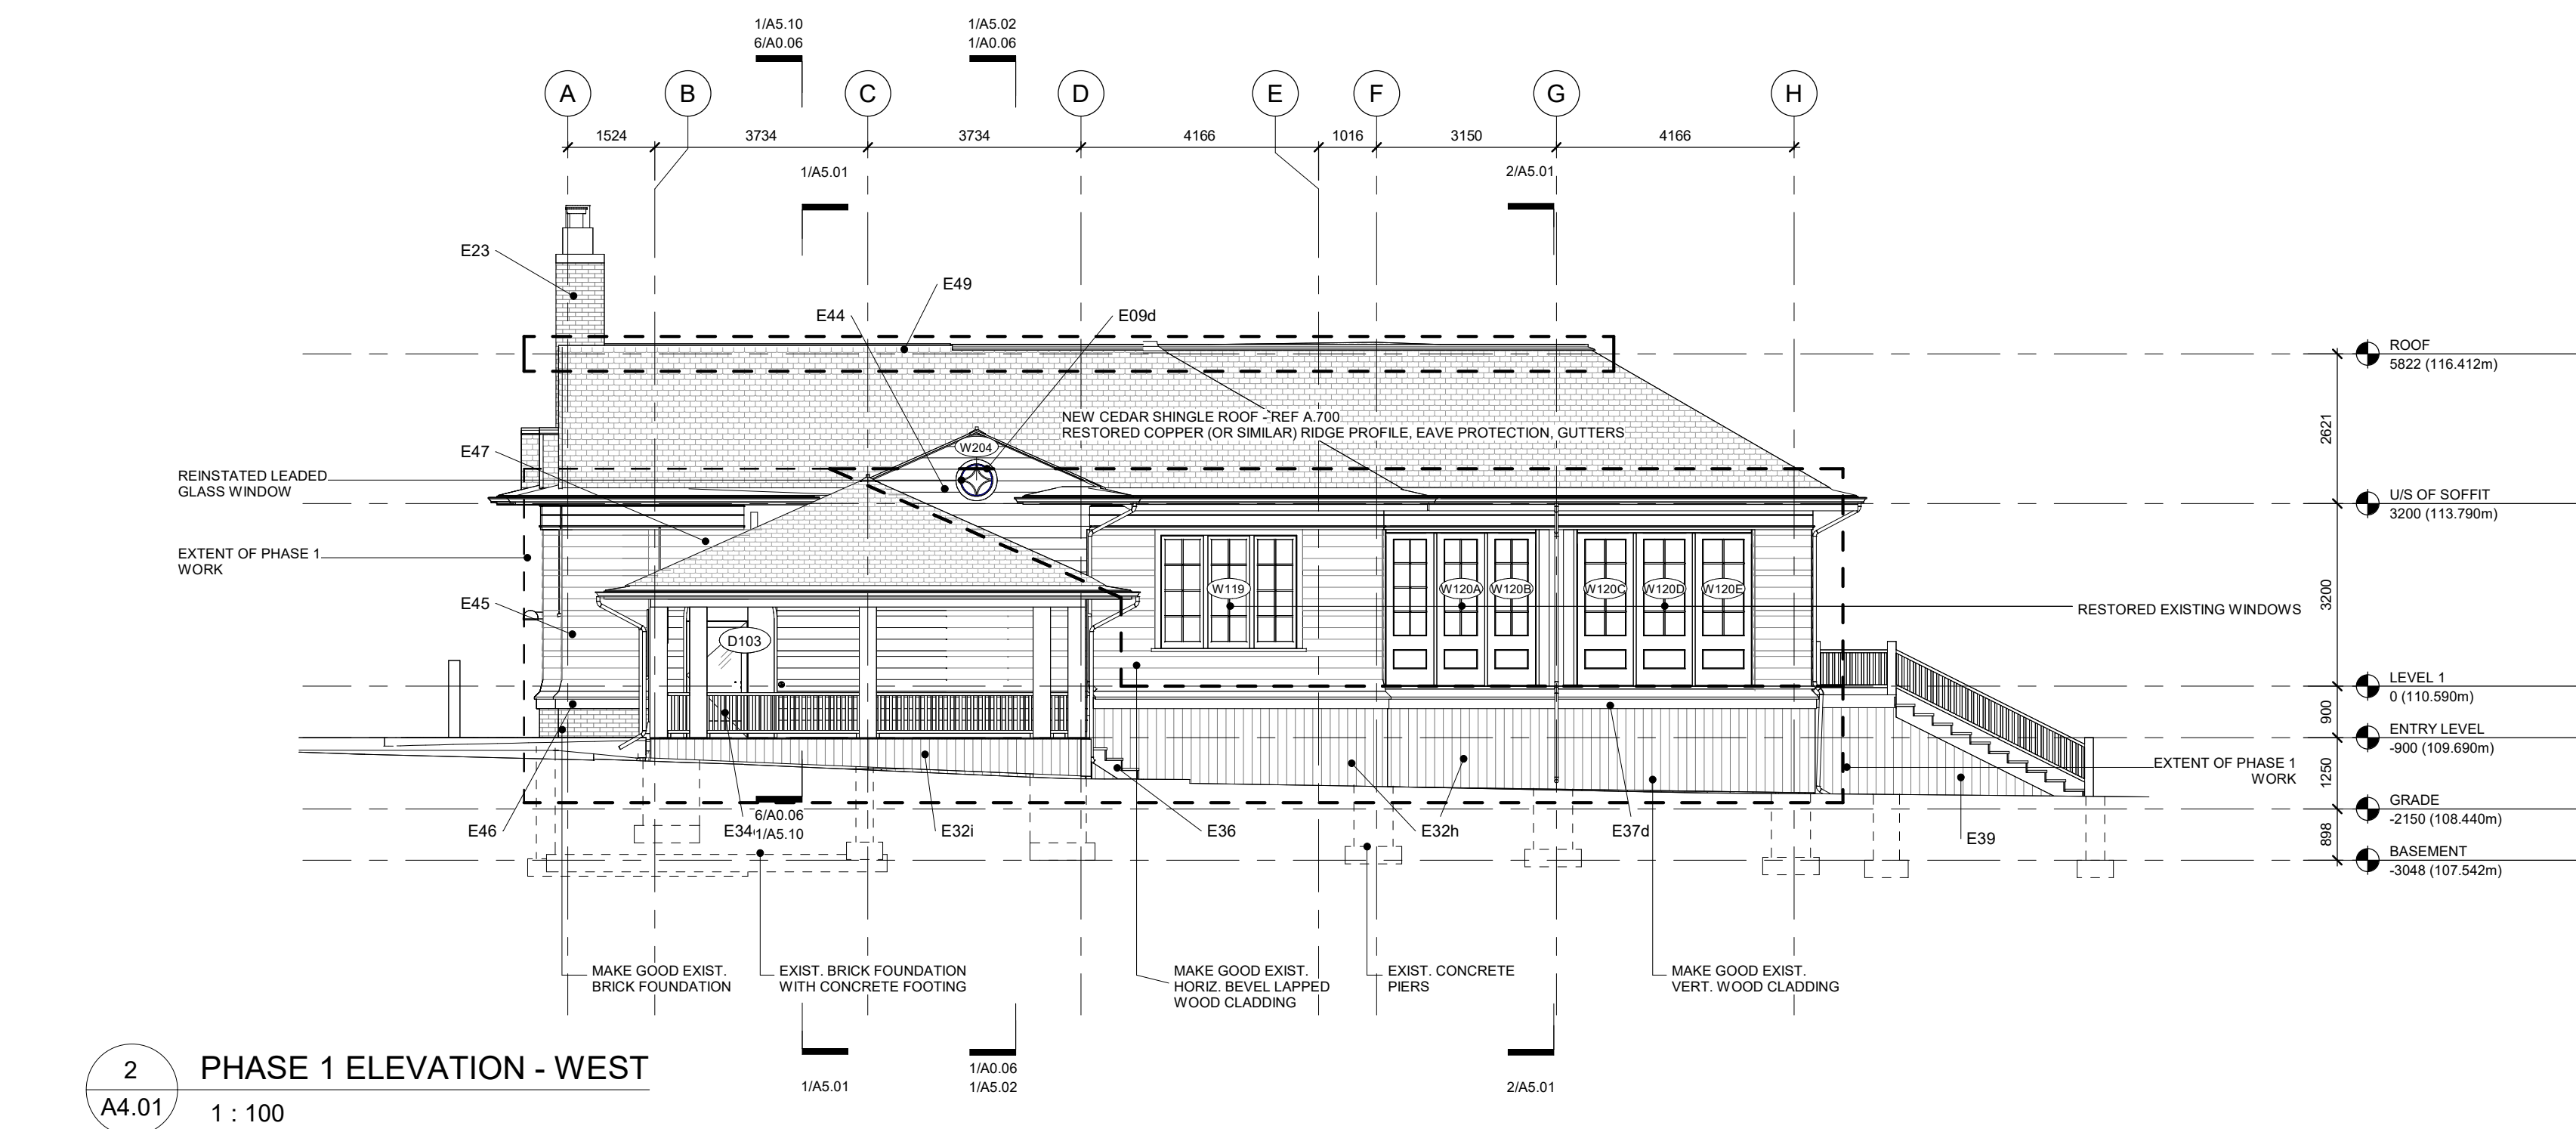 1/A5.10
6/A0.06
1/A5.02
1/A0.06
A B C D E F G H
1524 3734 3734 4166 1016 3150 4166
1/A5.01
2/A5.01
E23
E49
E44
E09d
ROOF
5822 (116.412m)
NEW CEDAR SHINGLE ROOF - REF A.700
RESTORED COPPER (OR SIMILAR) RIDGE PROFILE, EAVE PROTECTION, GUTTERS
2621
W204
E47
REINSTATED LEADED
GLASS WINDOW
U/S OF SOFFIT
3200 (113.790m)
EXTENT OF PHASE 1
WORK
W119
W120A
W120B
W120C
W120D
W120E
3200
E45
RESTORED EXISTING WINDOWS
D103
LEVEL 1
0 (110.590m)
900
ENTRY LEVEL
-900 (109.690m)
EXTENT OF PHASE 1
WORK
1250
GRADE
-2150 (108.440m)
E46
E34
6/A0.06
1/A5.10
E32i
E36
E32h
E37d
E39
898
BASEMENT
-3048 (107.542m)
MAKE GOOD EXIST.
BRICK FOUNDATION
EXIST. BRICK FOUNDATION
WITH CONCRETE FOOTING
MAKE GOOD EXIST.
HORIZ. BEVEL LAPPED
WOOD CLADDING
EXIST. CONCRETE
PIERS
MAKE GOOD EXIST.
VERT. WOOD CLADDING
1/A5.01
1/A0.06
1/A5.02
2/A5.01
2
A4.01
PHASE 1 ELEVATION - WEST
1 : 100